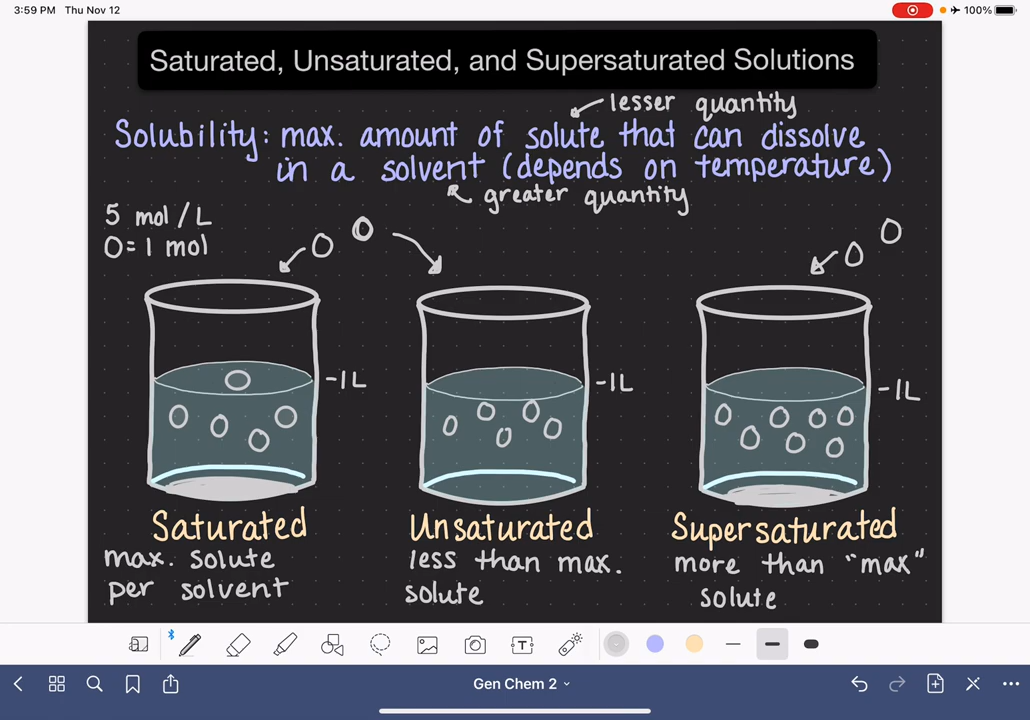 3:59 PM Thu Nov 12
100%
Saturated, Unsaturated, and Supersaturated Solutions
lesser quantity
Solubility: max. amount of solute that can dissolve
in a solvent (depends on temperature)
greater quantity
5 mol/L
O = 1 mol
-1L
-1L
-1L
Saturated
max. solute
per solvent
Unsaturated
less than max.
solute
Supersaturated
more than "max"
solute
T
Gen Chem 2